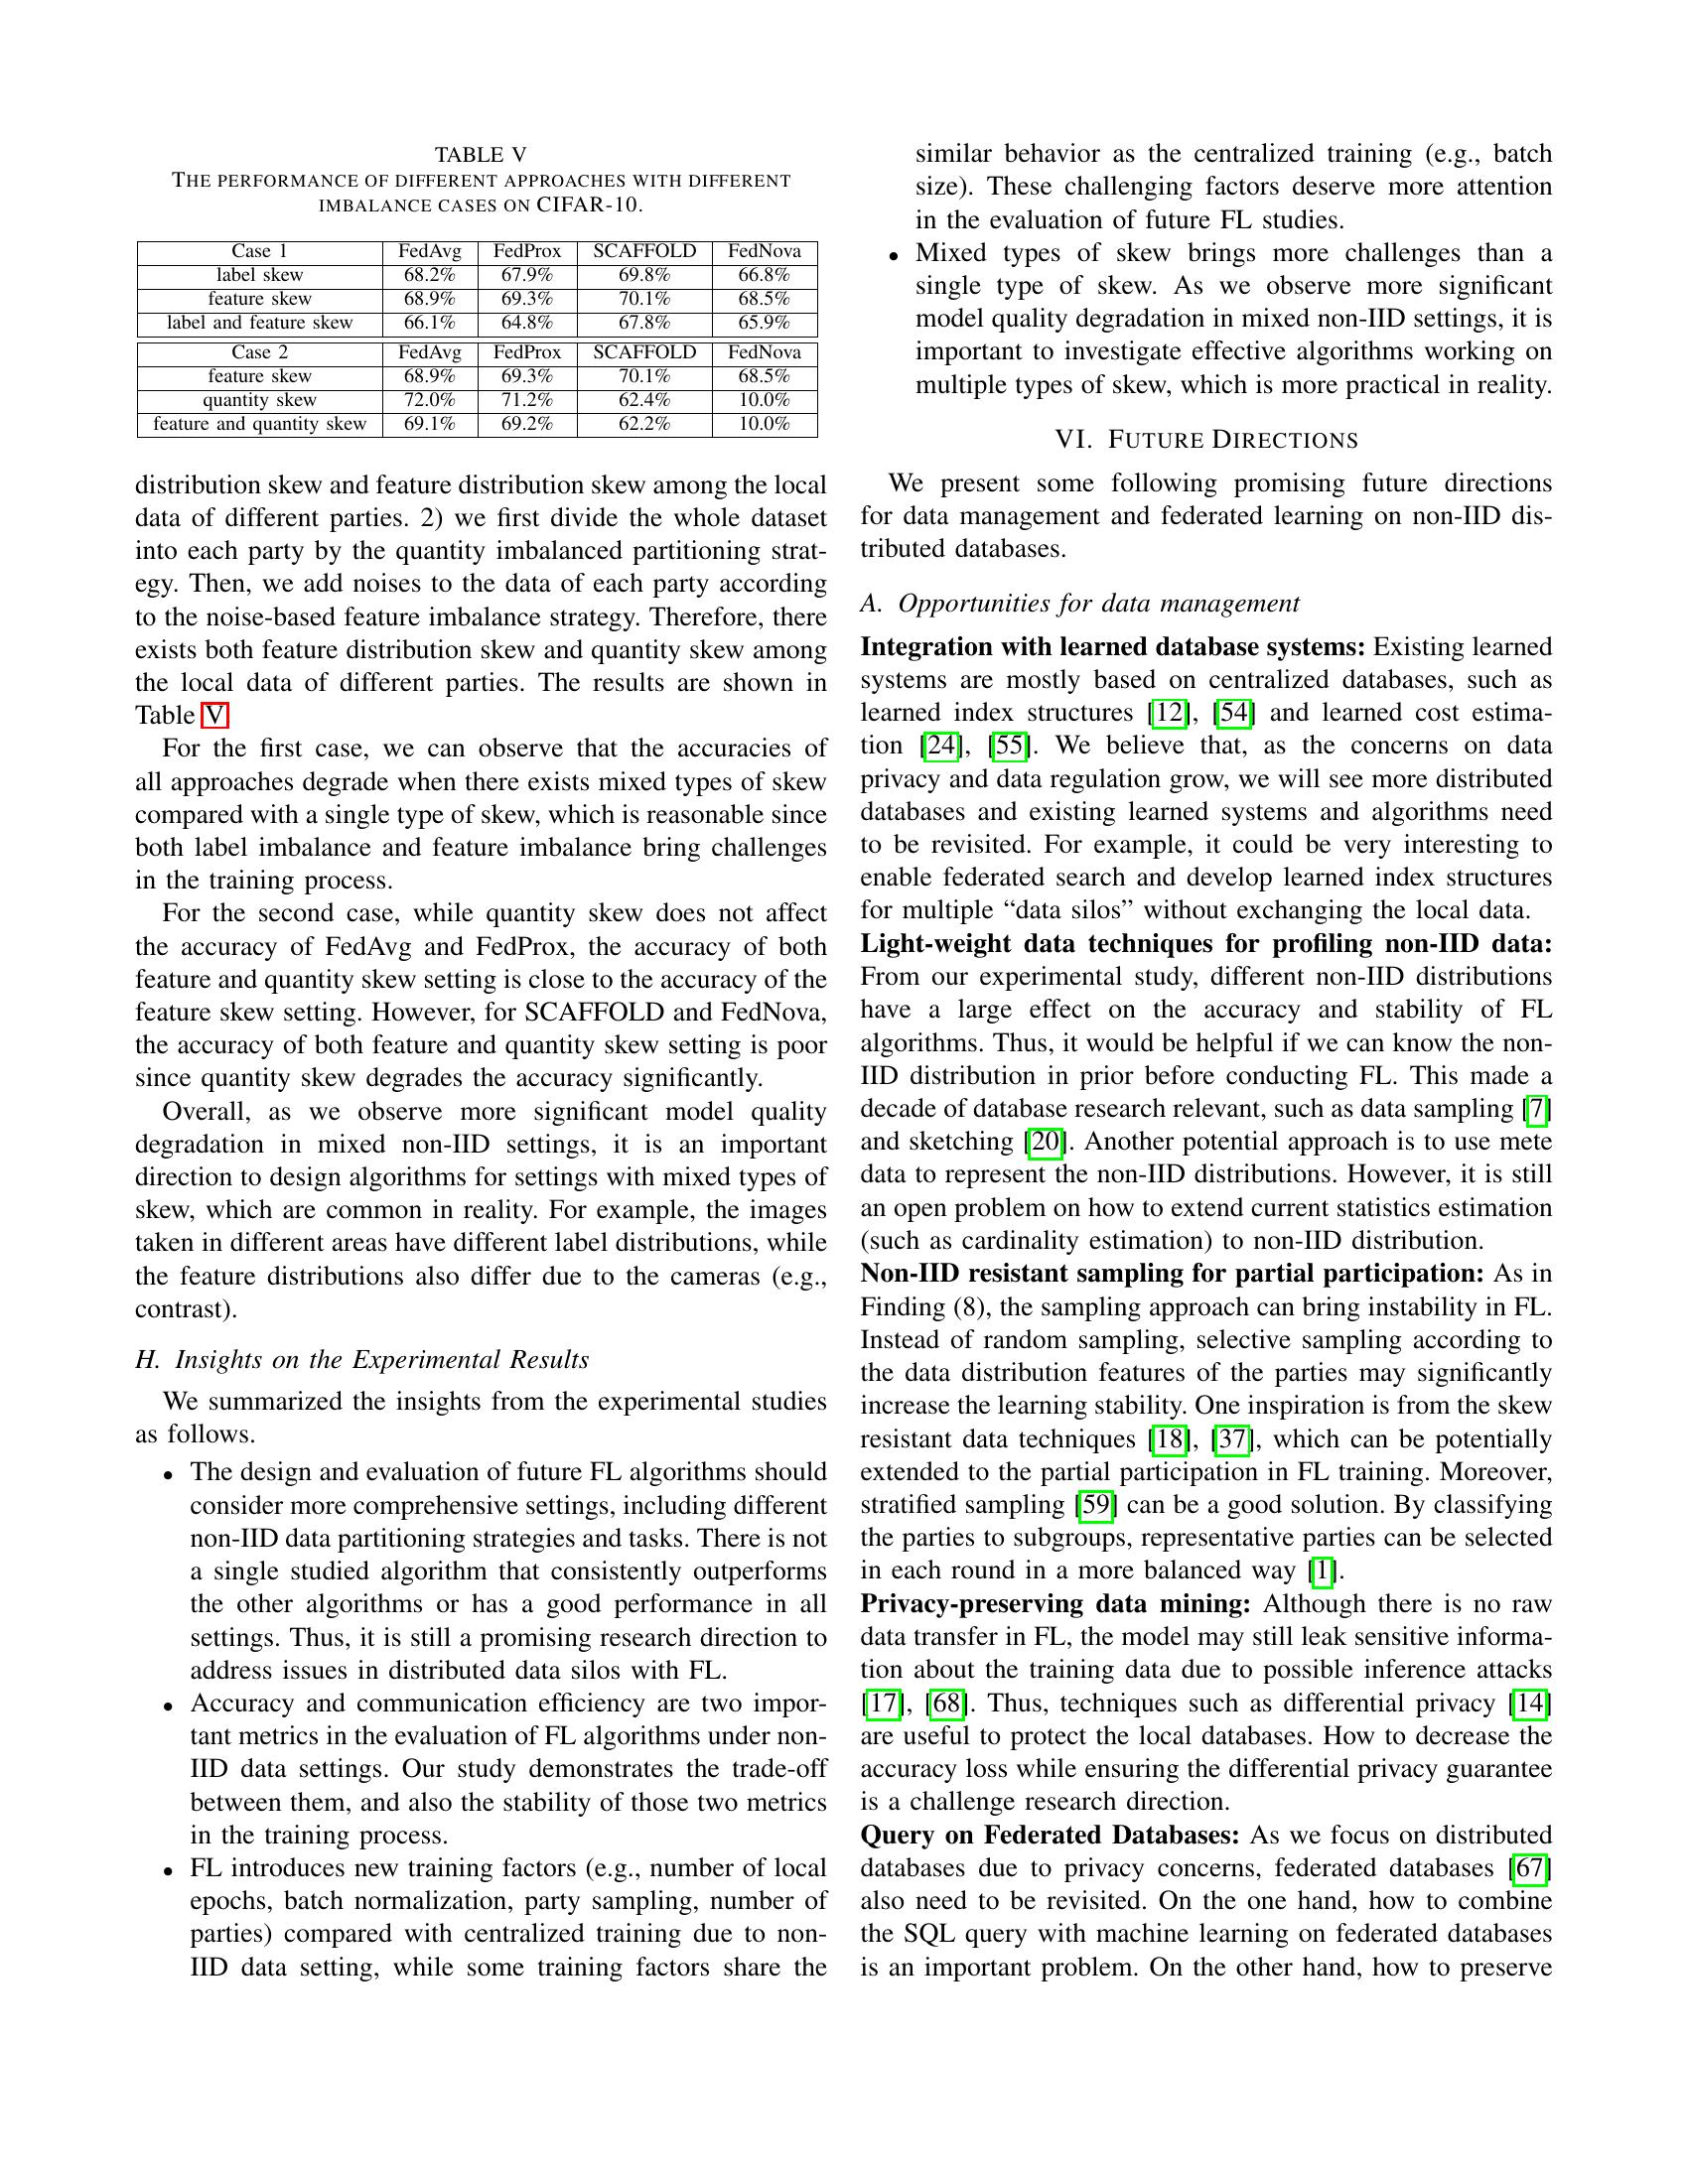 TABLE V
THE PERFORMANCE OF DIFFERENT APPROACHES WITH DIFFERENT
IMBALANCE CASES ON CIFAR-10.
Case 1 FedAvg FedProx SCAFFOLD FedNova
label skew 68.2% 67.9% 69.8% 66.8%
feature skew 68.9% 69.3% 70.1% 68.5%
label and feature skew 66.1% 64.8% 67.8% 65.9%
Case 2 FedAvg FedProx SCAFFOLD FedNova
feature skew 68.9% 69.3% 70.1% 68.5%
quantity skew 72.0% 71.2% 62.4% 10.0%
feature and quantity skew 69.1% 69.2% 62.2% 10.0%
distribution skew and feature distribution skew among the local
data of different parties. 2) we first divide the whole dataset
into each party by the quantity imbalanced partitioning strat-
egy. Then, we add noises to the data of each party according
to the noise-based feature imbalance strategy. Therefore, there
exists both feature distribution skew and quantity skew among
the local data of different parties. The results are shown in
Table V
For the first case, we can observe that the accuracies of
all approaches degrade when there exists mixed types of skew
compared with a single type of skew, which is reasonable since
both label imbalance and feature imbalance bring challenges
in the training process.
For the second case, while quantity skew does not affect
the accuracy of FedAvg and FedProx, the accuracy of both
feature and quantity skew setting is close to the accuracy of the
feature skew setting. However, for SCAFFOLD and FedNova,
the accuracy of both feature and quantity skew setting is poor
since quantity skew degrades the accuracy significantly.
Overall, as we observe more significant model quality
degradation in mixed non-IID settings, it is an important
direction to design algorithms for settings with mixed types of
skew, which are common in reality. For example, the images
taken in different areas have different label distributions, while
the feature distributions also differ due to the cameras (e.g.,
contrast).
H. Insights on the Experimental Results
We summarized the insights from the experimental studies
as follows.
• The design and evaluation of future FL algorithms should
consider more comprehensive settings, including different
non-IID data partitioning strategies and tasks. There is not
a single studied algorithm that consistently outperforms
the other algorithms or has a good performance in all
settings. Thus, it is still a promising research direction to
address issues in distributed data silos with FL.
• Accuracy and communication efficiency are two impor-
tant metrics in the evaluation of FL algorithms under non-
IID data settings. Our study demonstrates the trade-off
between them, and also the stability of those two metrics
in the training process.
• FL introduces new training factors (e.g., number of local
epochs, batch normalization, party sampling, number of
parties) compared with centralized training due to non-
IID data setting, while some training factors share the
similar behavior as the centralized training (e.g., batch
size). These challenging factors deserve more attention
in the evaluation of future FL studies.
• Mixed types of skew brings more challenges than a
single type of skew. As we observe more significant
model quality degradation in mixed non-IID settings, it is
important to investigate effective algorithms working on
multiple types of skew, which is more practical in reality.
VI. FUTURE DIRECTIONS
We present some following promising future directions
for data management and federated learning on non-IID dis-
tributed databases.
A. Opportunities for data management
Integration with learned database systems: Existing learned
systems are mostly based on centralized databases, such as
learned index structures [12], [54] and learned cost estima-
tion [24], [55]. We believe that, as the concerns on data
privacy and data regulation grow, we will see more distributed
databases and existing learned systems and algorithms need
to be revisited. For example, it could be very interesting to
enable federated search and develop learned index structures
for multiple “data silos” without exchanging the local data.
Light-weight data techniques for profiling non-IID data:
From our experimental study, different non-IID distributions
have a large effect on the accuracy and stability of FL
algorithms. Thus, it would be helpful if we can know the non-
IID distribution in prior before conducting FL. This made a
decade of database research relevant, such as data sampling [7]
and sketching [20]. Another potential approach is to use mete
data to represent the non-IID distributions. However, it is still
an open problem on how to extend current statistics estimation
(such as cardinality estimation) to non-IID distribution.
Non-IID resistant sampling for partial participation: As in
Finding (8), the sampling approach can bring instability in FL.
Instead of random sampling, selective sampling according to
the data distribution features of the parties may significantly
increase the learning stability. One inspiration is from the skew
resistant data techniques [18], [37], which can be potentially
extended to the partial participation in FL training. Moreover,
stratified sampling [59] can be a good solution. By classifying
the parties to subgroups, representative parties can be selected
in each round in a more balanced way [1].
Privacy-preserving data mining: Although there is no raw
data transfer in FL, the model may still leak sensitive informa-
tion about the training data due to possible inference attacks
[17], [68]. Thus, techniques such as differential privacy [14]
are useful to protect the local databases. How to decrease the
accuracy loss while ensuring the differential privacy guarantee
is a challenge research direction.
Query on Federated Databases: As we focus on distributed
databases due to privacy concerns, federated databases [67]
also need to be revisited. On the one hand, how to combine
the SQL query with machine learning on federated databases
is an important problem. On the other hand, how to preserve